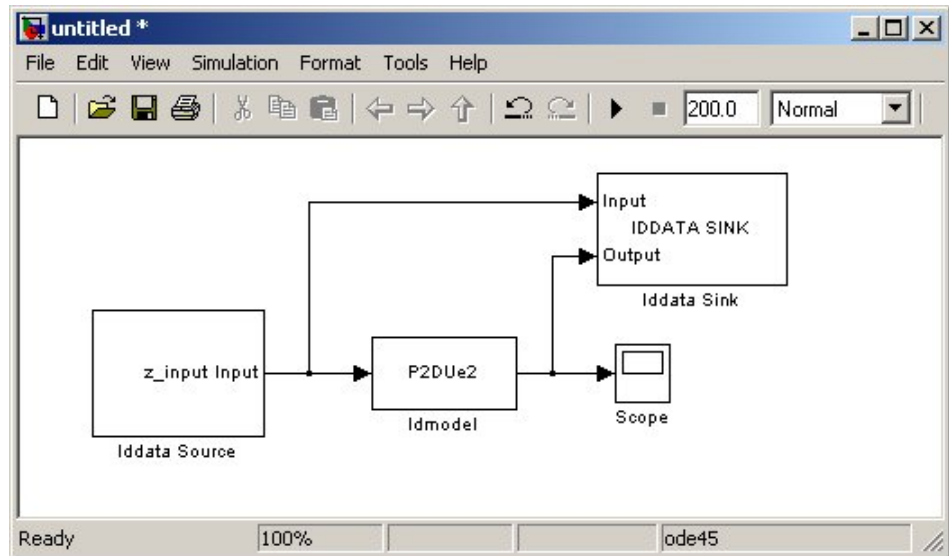 untitled *
File Edit View Simulation Format Tools Help
200.0 Normal
Input
IDDATA SINK
Output
Iddata Sink
z_input Input
P2DUe2
Scope
Idmodel
Iddata Source
Ready 100% ode45